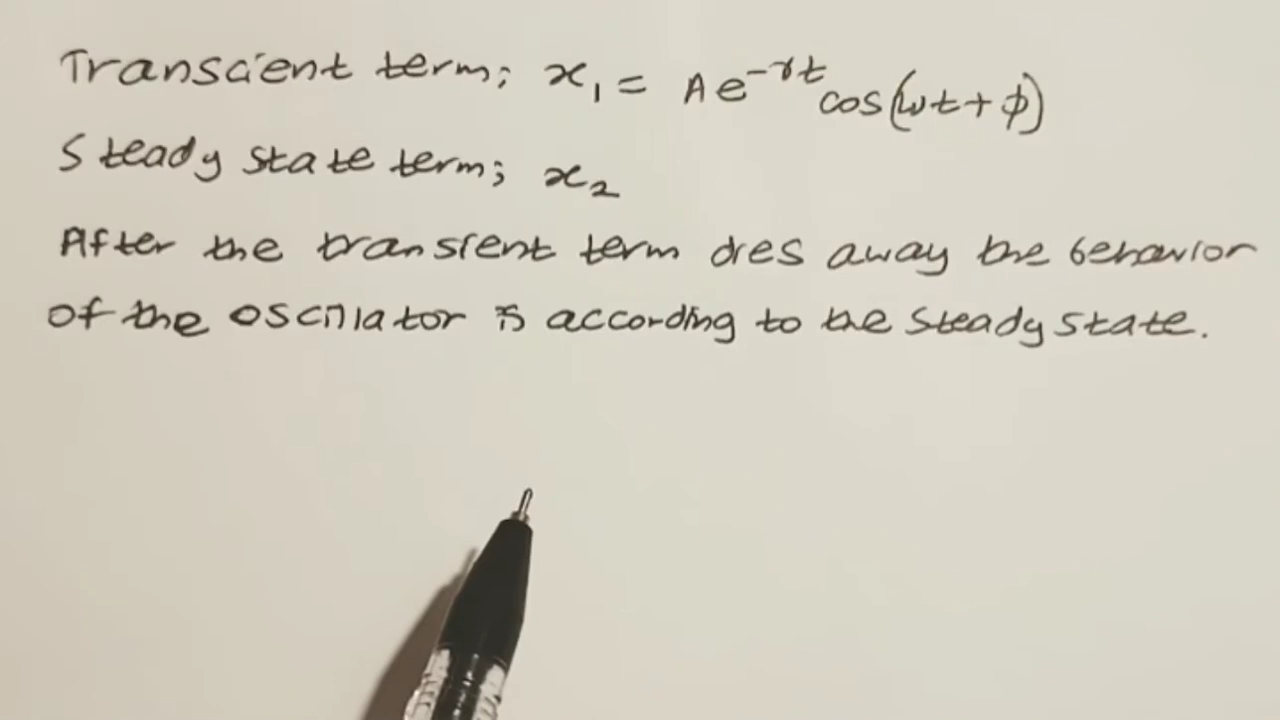 Transcient term; x₁ = Ae^{-γt} cos(ωt + ϕ)
Steady state term; x₂
After the transient term dies away the behavior
of the oscillator is according to the steady state.